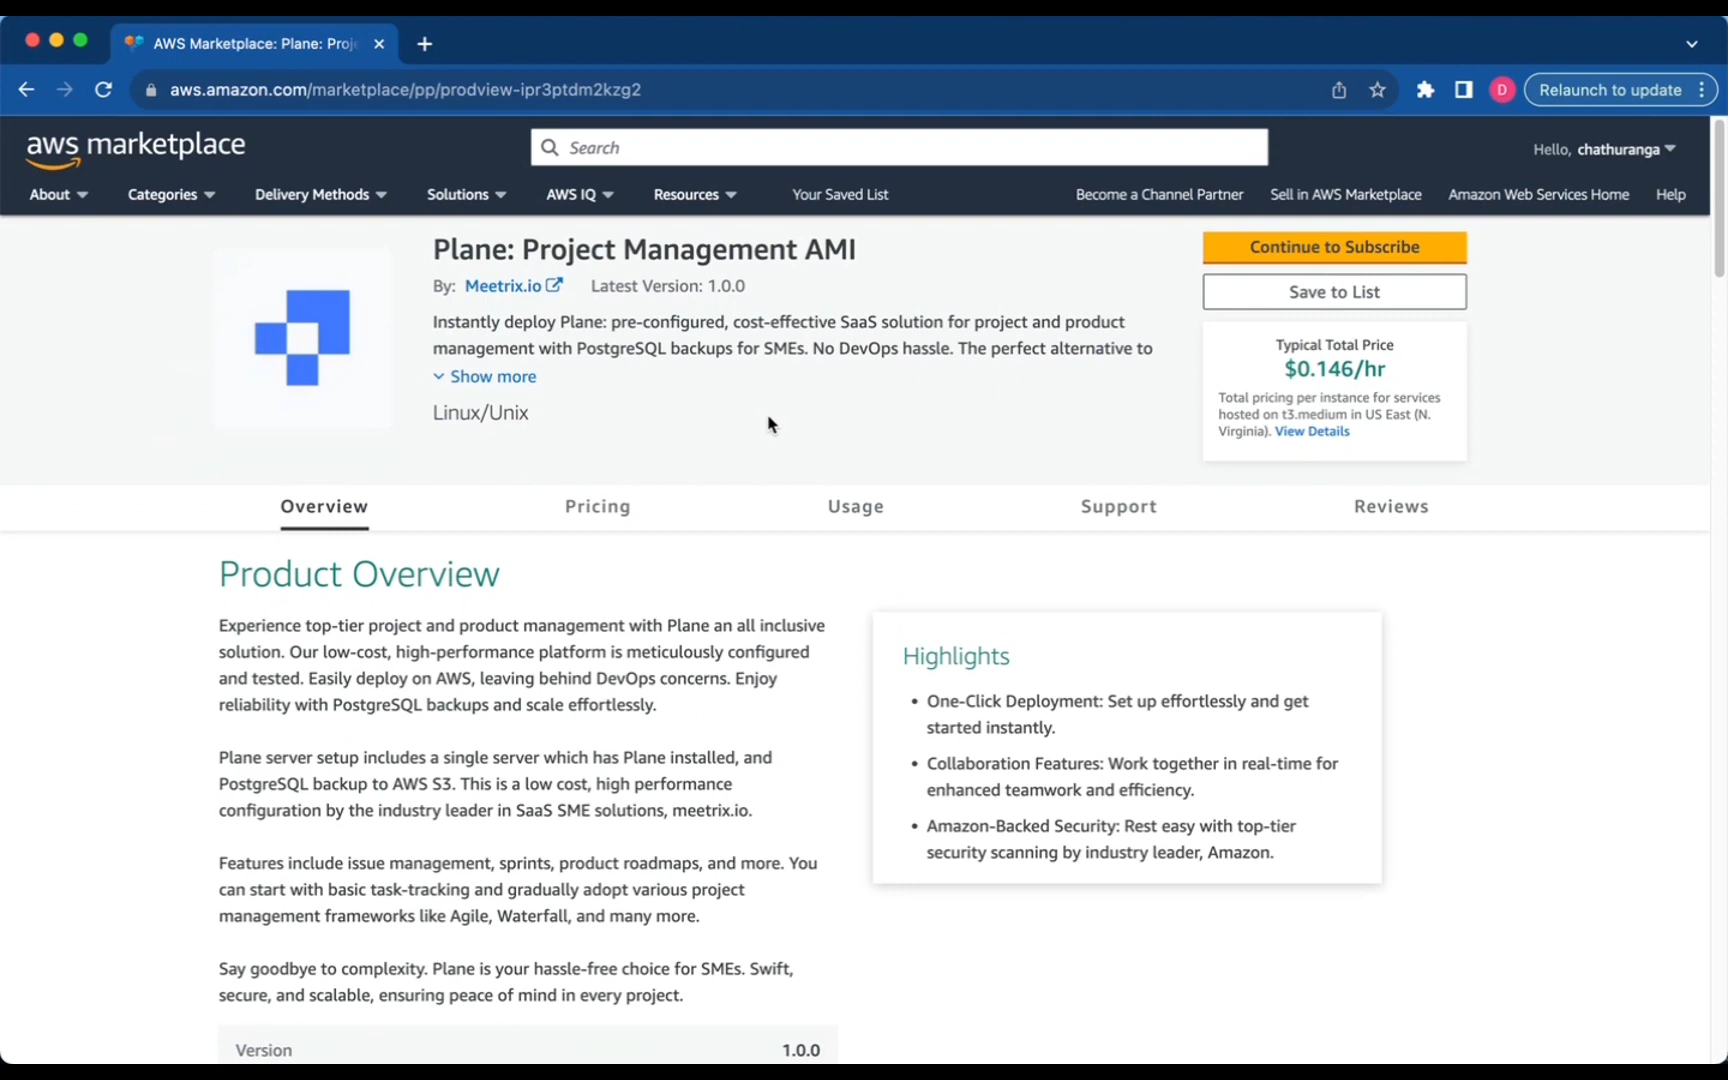 AWS Marketplace: Plane: Proj
aws.amazon.com/marketplace/pp/prodview-ipr3ptdm2kzg2
D
Relaunch to update
aws marketplace
Search
Hello, chathuranga
About
Categories
Delivery Methods
Solutions
AWS IQ
Resources
Your Saved List
Become a Channel Partner
Sell in AWS Marketplace
Amazon Web Services Home
Help
Plane: Project Management AMI
By: Meetrix.io Latest Version: 1.0.0
Instantly deploy Plane: pre-configured, cost-effective SaaS solution for project and product
management with PostgreSQL backups for SMEs. No DevOps hassle. The perfect alternative to
Show more
Linux/Unix
Continue to Subscribe
Save to List
Typical Total Price
$0.146/hr
Total pricing per instance for services
hosted on t3.medium in US East (N.
Virginia). View Details
Overview
Pricing
Usage
Support
Reviews
Product Overview
Experience top-tier project and product management with Plane an all inclusive
solution. Our low-cost, high-performance platform is meticulously configured
and tested. Easily deploy on AWS, leaving behind DevOps concerns. Enjoy
reliability with PostgreSQL backups and scale effortlessly.
Plane server setup includes a single server which has Plane installed, and
PostgreSQL backup to AWS S3. This is a low cost, high performance
configuration by the industry leader in SaaS SME solutions, meetrix.io.
Features include issue management, sprints, product roadmaps, and more. You
can start with basic task-tracking and gradually adopt various project
management frameworks like Agile, Waterfall, and many more.
Say goodbye to complexity. Plane is your hassle-free choice for SMEs. Swift,
secure, and scalable, ensuring peace of mind in every project.
Version 1.0.0
Highlights
• One-Click Deployment: Set up effortlessly and get
started instantly.
• Collaboration Features: Work together in real-time for
enhanced teamwork and efficiency.
• Amazon-Backed Security: Rest easy with top-tier
security scanning by industry leader, Amazon.